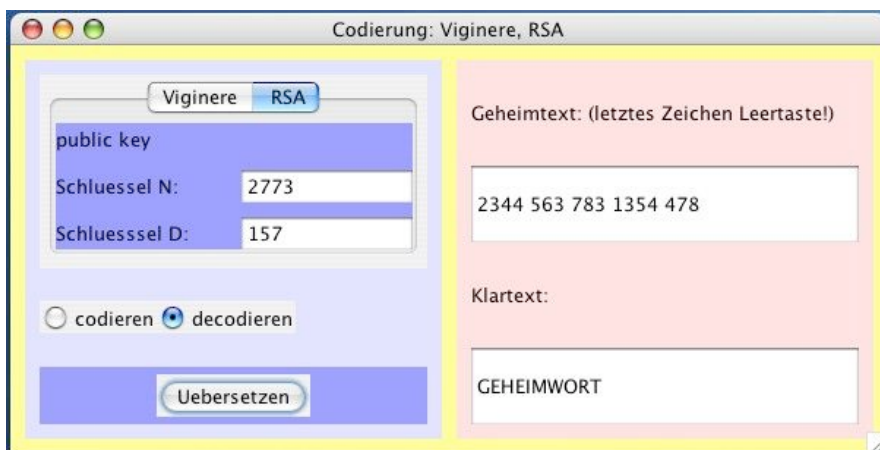 Codierung: Viginere, RSA
Viginere RSA
public key
Schluessel N: 2773
Schluesssel D: 157
codieren decodieren
Uebersetzen
Geheimtext: (letztes Zeichen Leertaste!)
2344 563 783 1354 478
Klartext:
GEHEIMWORT